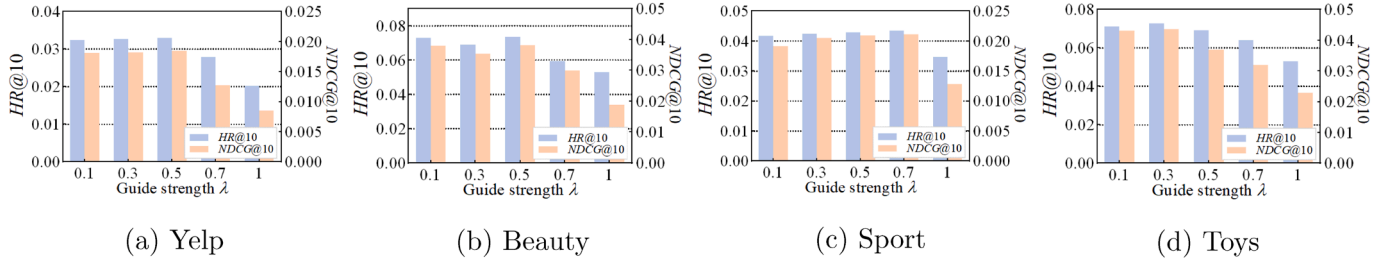 0.04
0.03
0.02
0.01
0.00
HR@10
0.025
0.020
0.015
0.010
0.005
0.000
NDCG@10
HR@10
NDCG@10
0.1 0.3 0.5 0.7 1
Guide strength λ
(a) Yelp
0.08
0.06
0.04
0.02
0.00
HR@10
0.05
0.04
0.03
0.02
0.01
0.00
NDCG@10
HR@10
NDCG@10
0.1 0.3 0.5 0.7 1
Guide strength λ
(b) Beauty
0.05
0.04
0.03
0.02
0.01
0.00
HR@10
0.025
0.020
0.015
0.010
0.005
0.000
NDCG@10
HR@10
NDCG@10
0.1 0.3 0.5 0.7 1
Guide strength λ
(c) Sport
0.08
0.06
0.04
0.02
0.00
HR@10
0.05
0.04
0.03
0.02
0.01
0.00
NDCG@10
HR@10
NDCG@10
0.1 0.3 0.5 0.7 1
Guide strength λ
(d) Toys